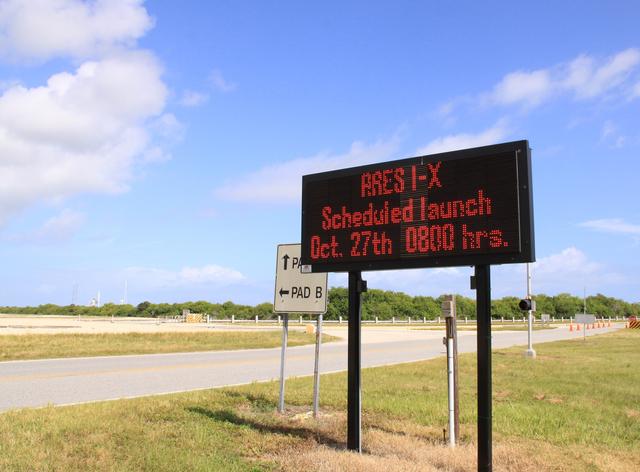 ARES I-X
Scheduled launch
Oct. 27th 0800 hrs.
PAD B